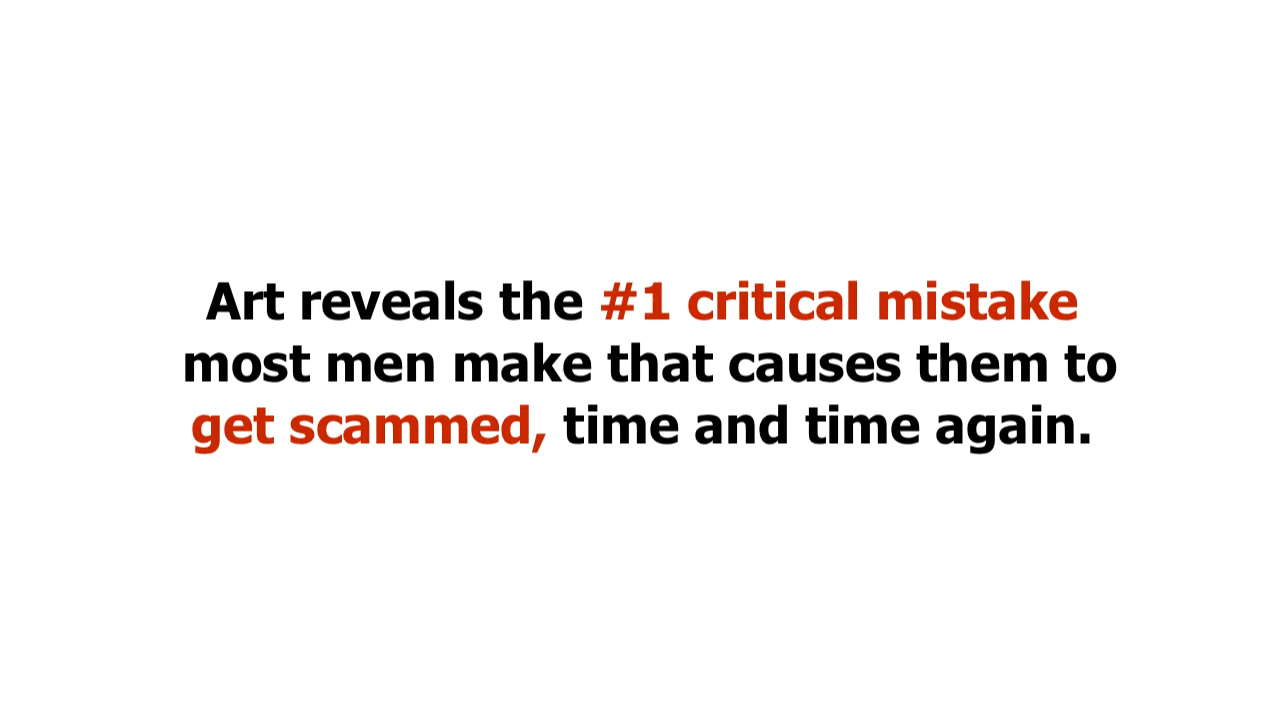 Art reveals the #1 critical mistake
most men make that causes them to
get scammed, time and time again.